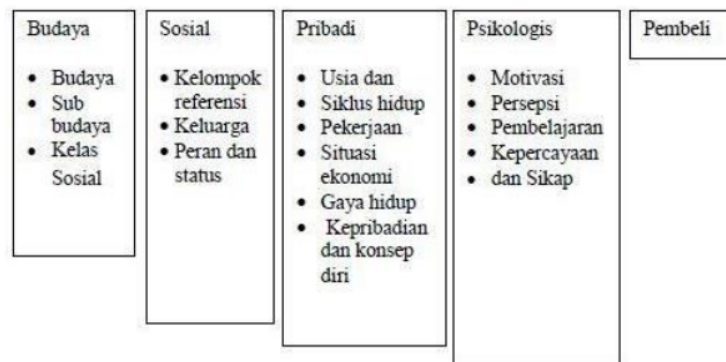 Budaya
• Budaya
• Sub
budaya
• Kelas
Sosial
Sosial
• Kelompok
referensi
• Keluarga
• Peran dan
status
Pribadi
• Usia dan
• Siklus hidup
• Pekerjaan
• Situasi
ekonomi
• Gaya hidup
• Kepribadian
dan konsep
diri
Psikologis
• Motivasi
• Persepsi
• Pembelajaran
• Kepercayaan
• dan Sikap
Pembeli